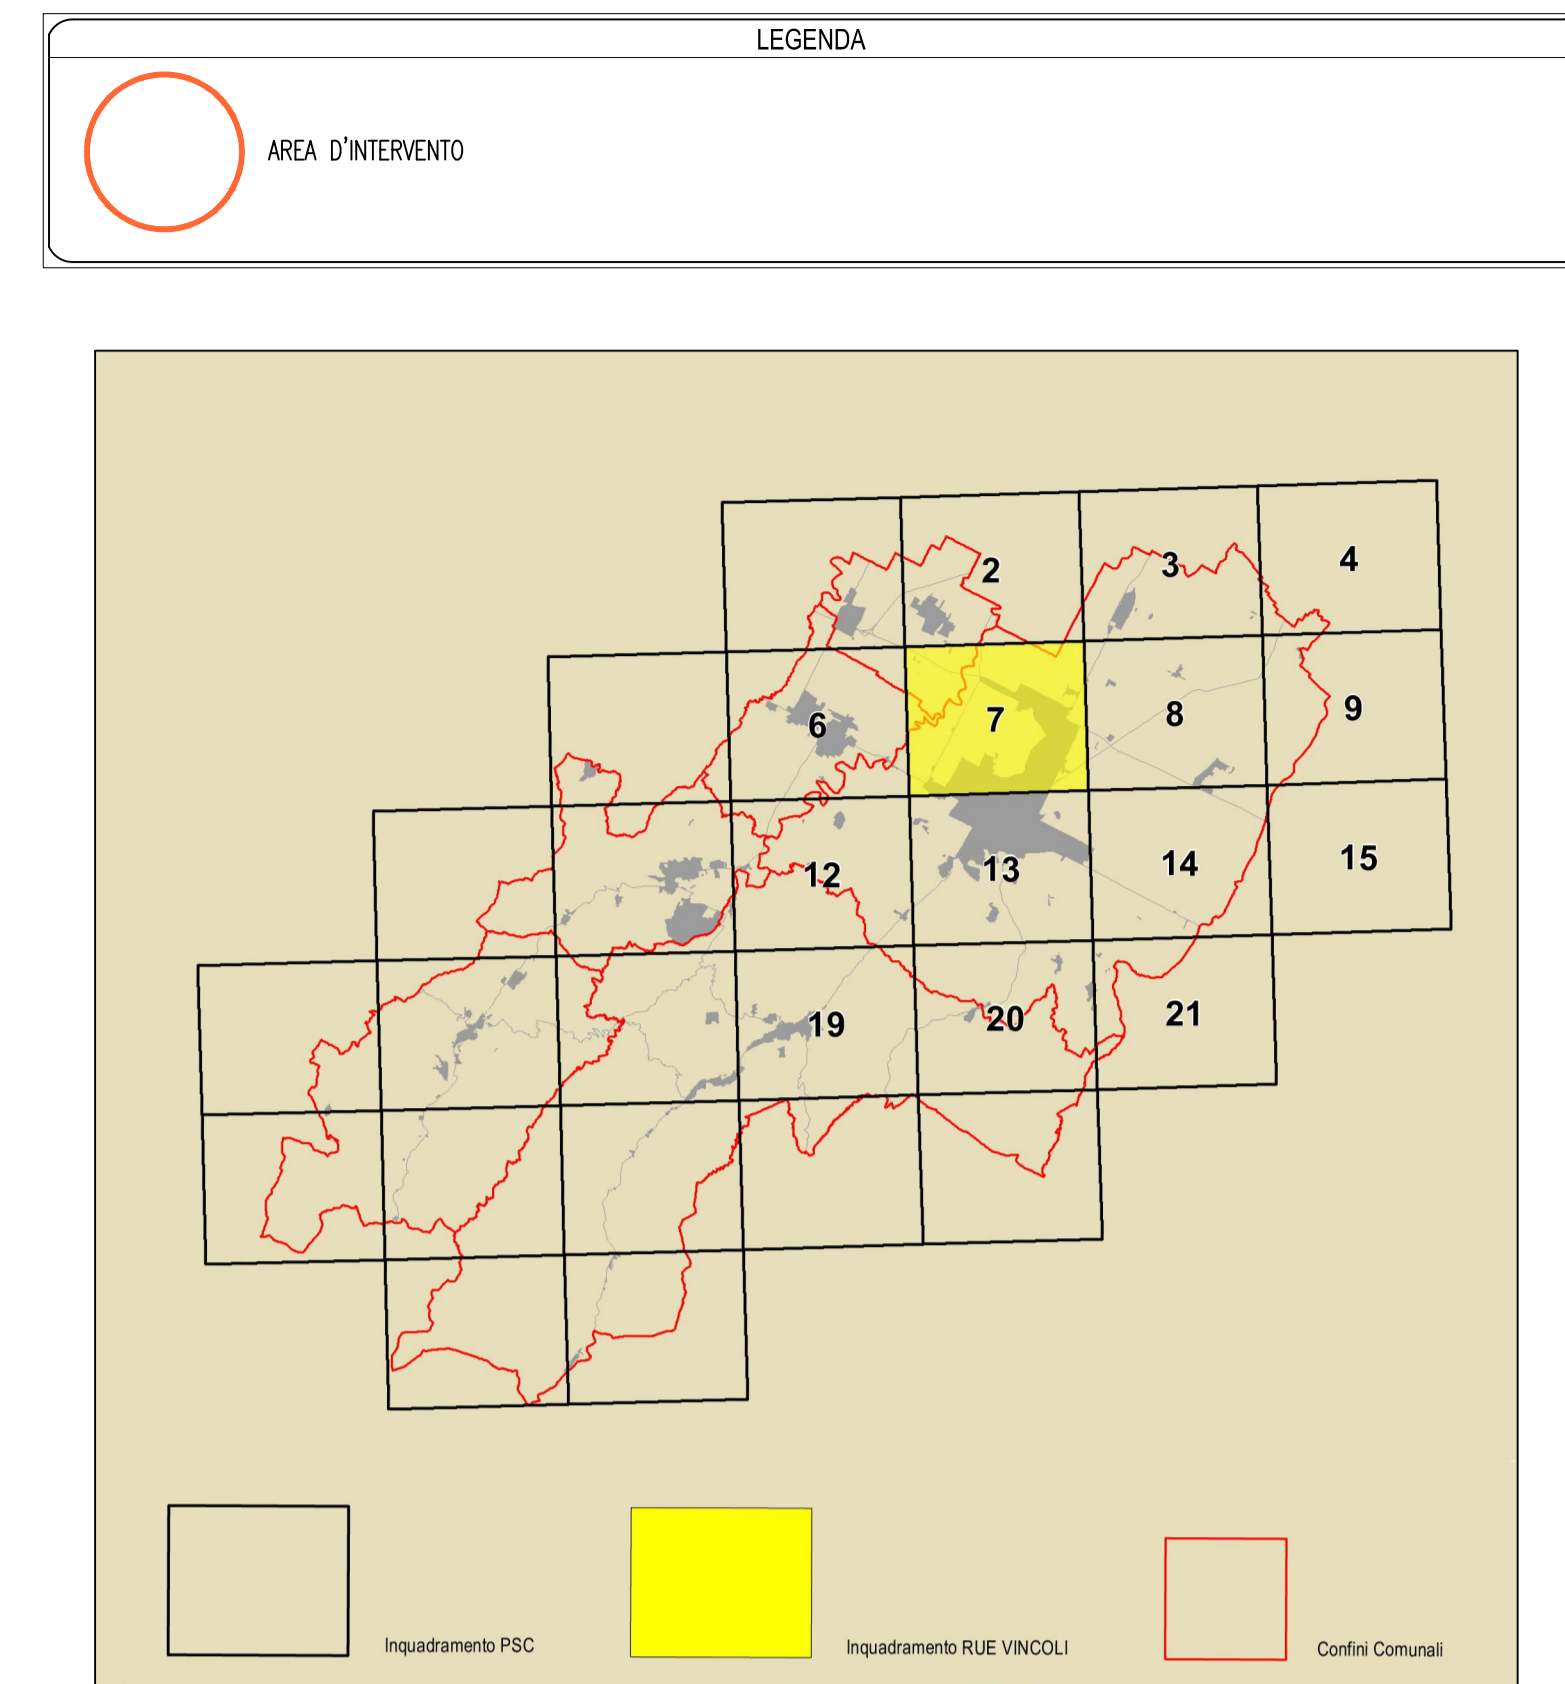 LEGENDA
AREA D'INTERVENTO
2
3
4
6
7
8
9
12
13
14
15
19
20
21
Inquadramento PSC
Inquadramento RUE VINCOLI
Confini Comunali